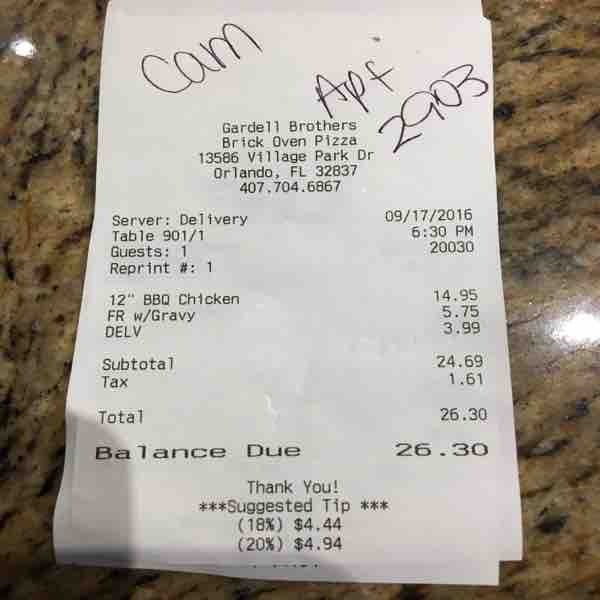 Cam
Apt
2903
Gardell Brothers
Brick Oven Pizza
13586 Village Park Dr
Orlando, FL 32837
407.704.6867
Server: Delivery 09/17/2016
Table 901/1 6:30 PM
Guests: 1 20030
Reprint #: 1
12" BBQ Chicken 14.95
FR w/Gravy 5.75
DELV 3.99
Subtotal 24.69
Tax 1.61
Total 26.30
Balance Due 26.30
Thank You!
***Suggested Tip ***
(18%) $4.44
(20%) $4.94